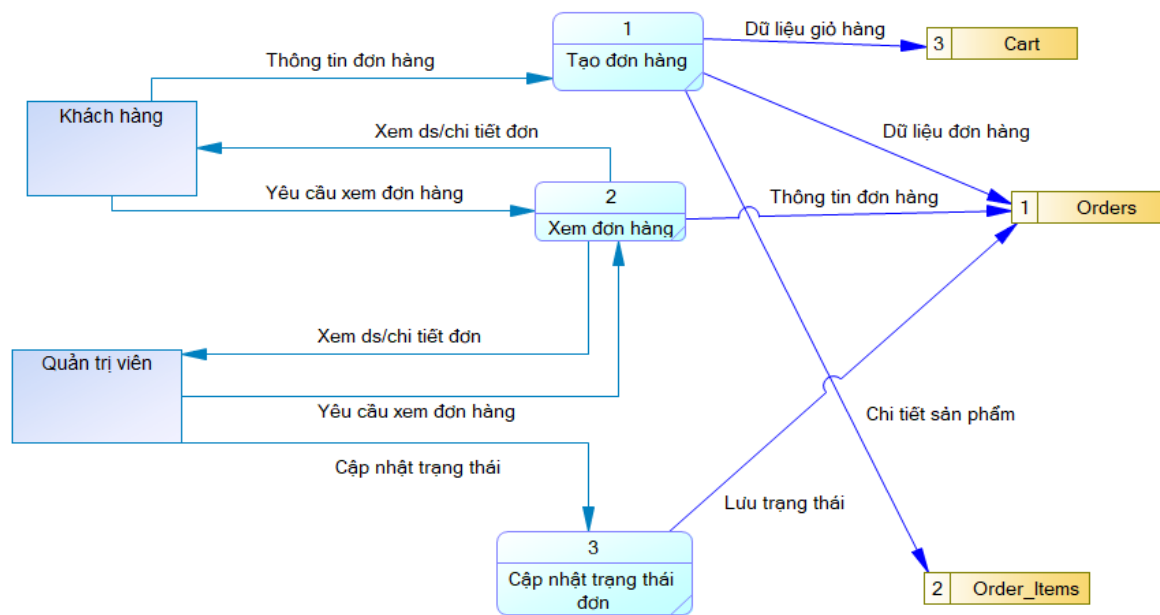 1
Tạo đơn hàng
Dữ liệu giỏ hàng
3 Cart
Thông tin đơn hàng
Khách hàng
Xem ds/chi tiết đơn
Dữ liệu đơn hàng
Yêu cầu xem đơn hàng
2
Xem đơn hàng
Thông tin đơn hàng
1 Orders
Xem ds/chi tiết đơn
Quản trị viên
Yêu cầu xem đơn hàng
Chi tiết sản phẩm
Cập nhật trạng thái
Lưu trạng thái
3
Cập nhật trạng thái
đơn
2 Order_Items